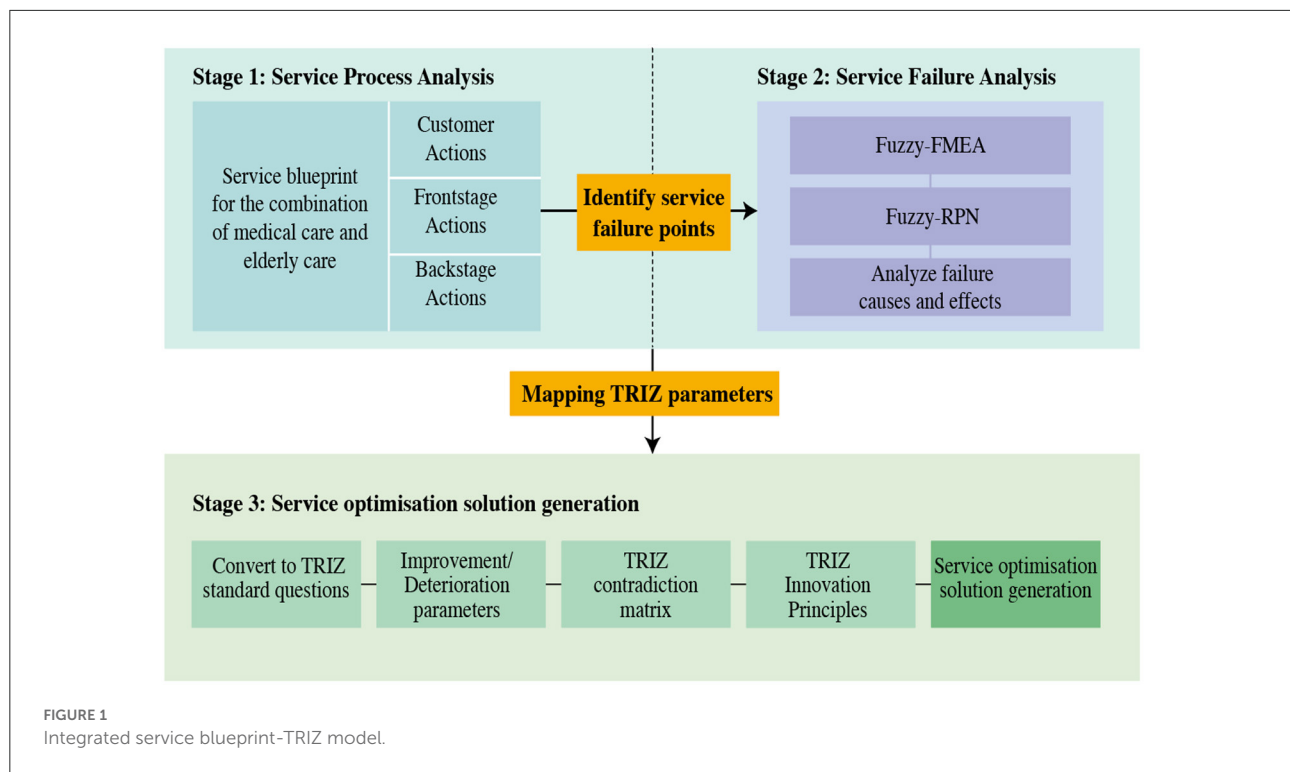 Stage 1: Service Process Analysis
Service blueprint
for the combination
of medical care and
elderly care
Customer
Actions
Frontstage
Actions
Backstage
Actions
Identify service
failure points
Stage 2: Service Failure Analysis
Fuzzy-FMEA
Fuzzy-RPN
Analyze failure
causes and effects
Mapping TRIZ parameters
Stage 3: Service optimisation solution generation
Convert to TRIZ
standard questions
Improvement/
Deterioration
parameters
TRIZ
contradiction
matrix
TRIZ
Innovation
Principles
Service optimisation
solution generation
FIGURE 1
Integrated service blueprint-TRIZ model.